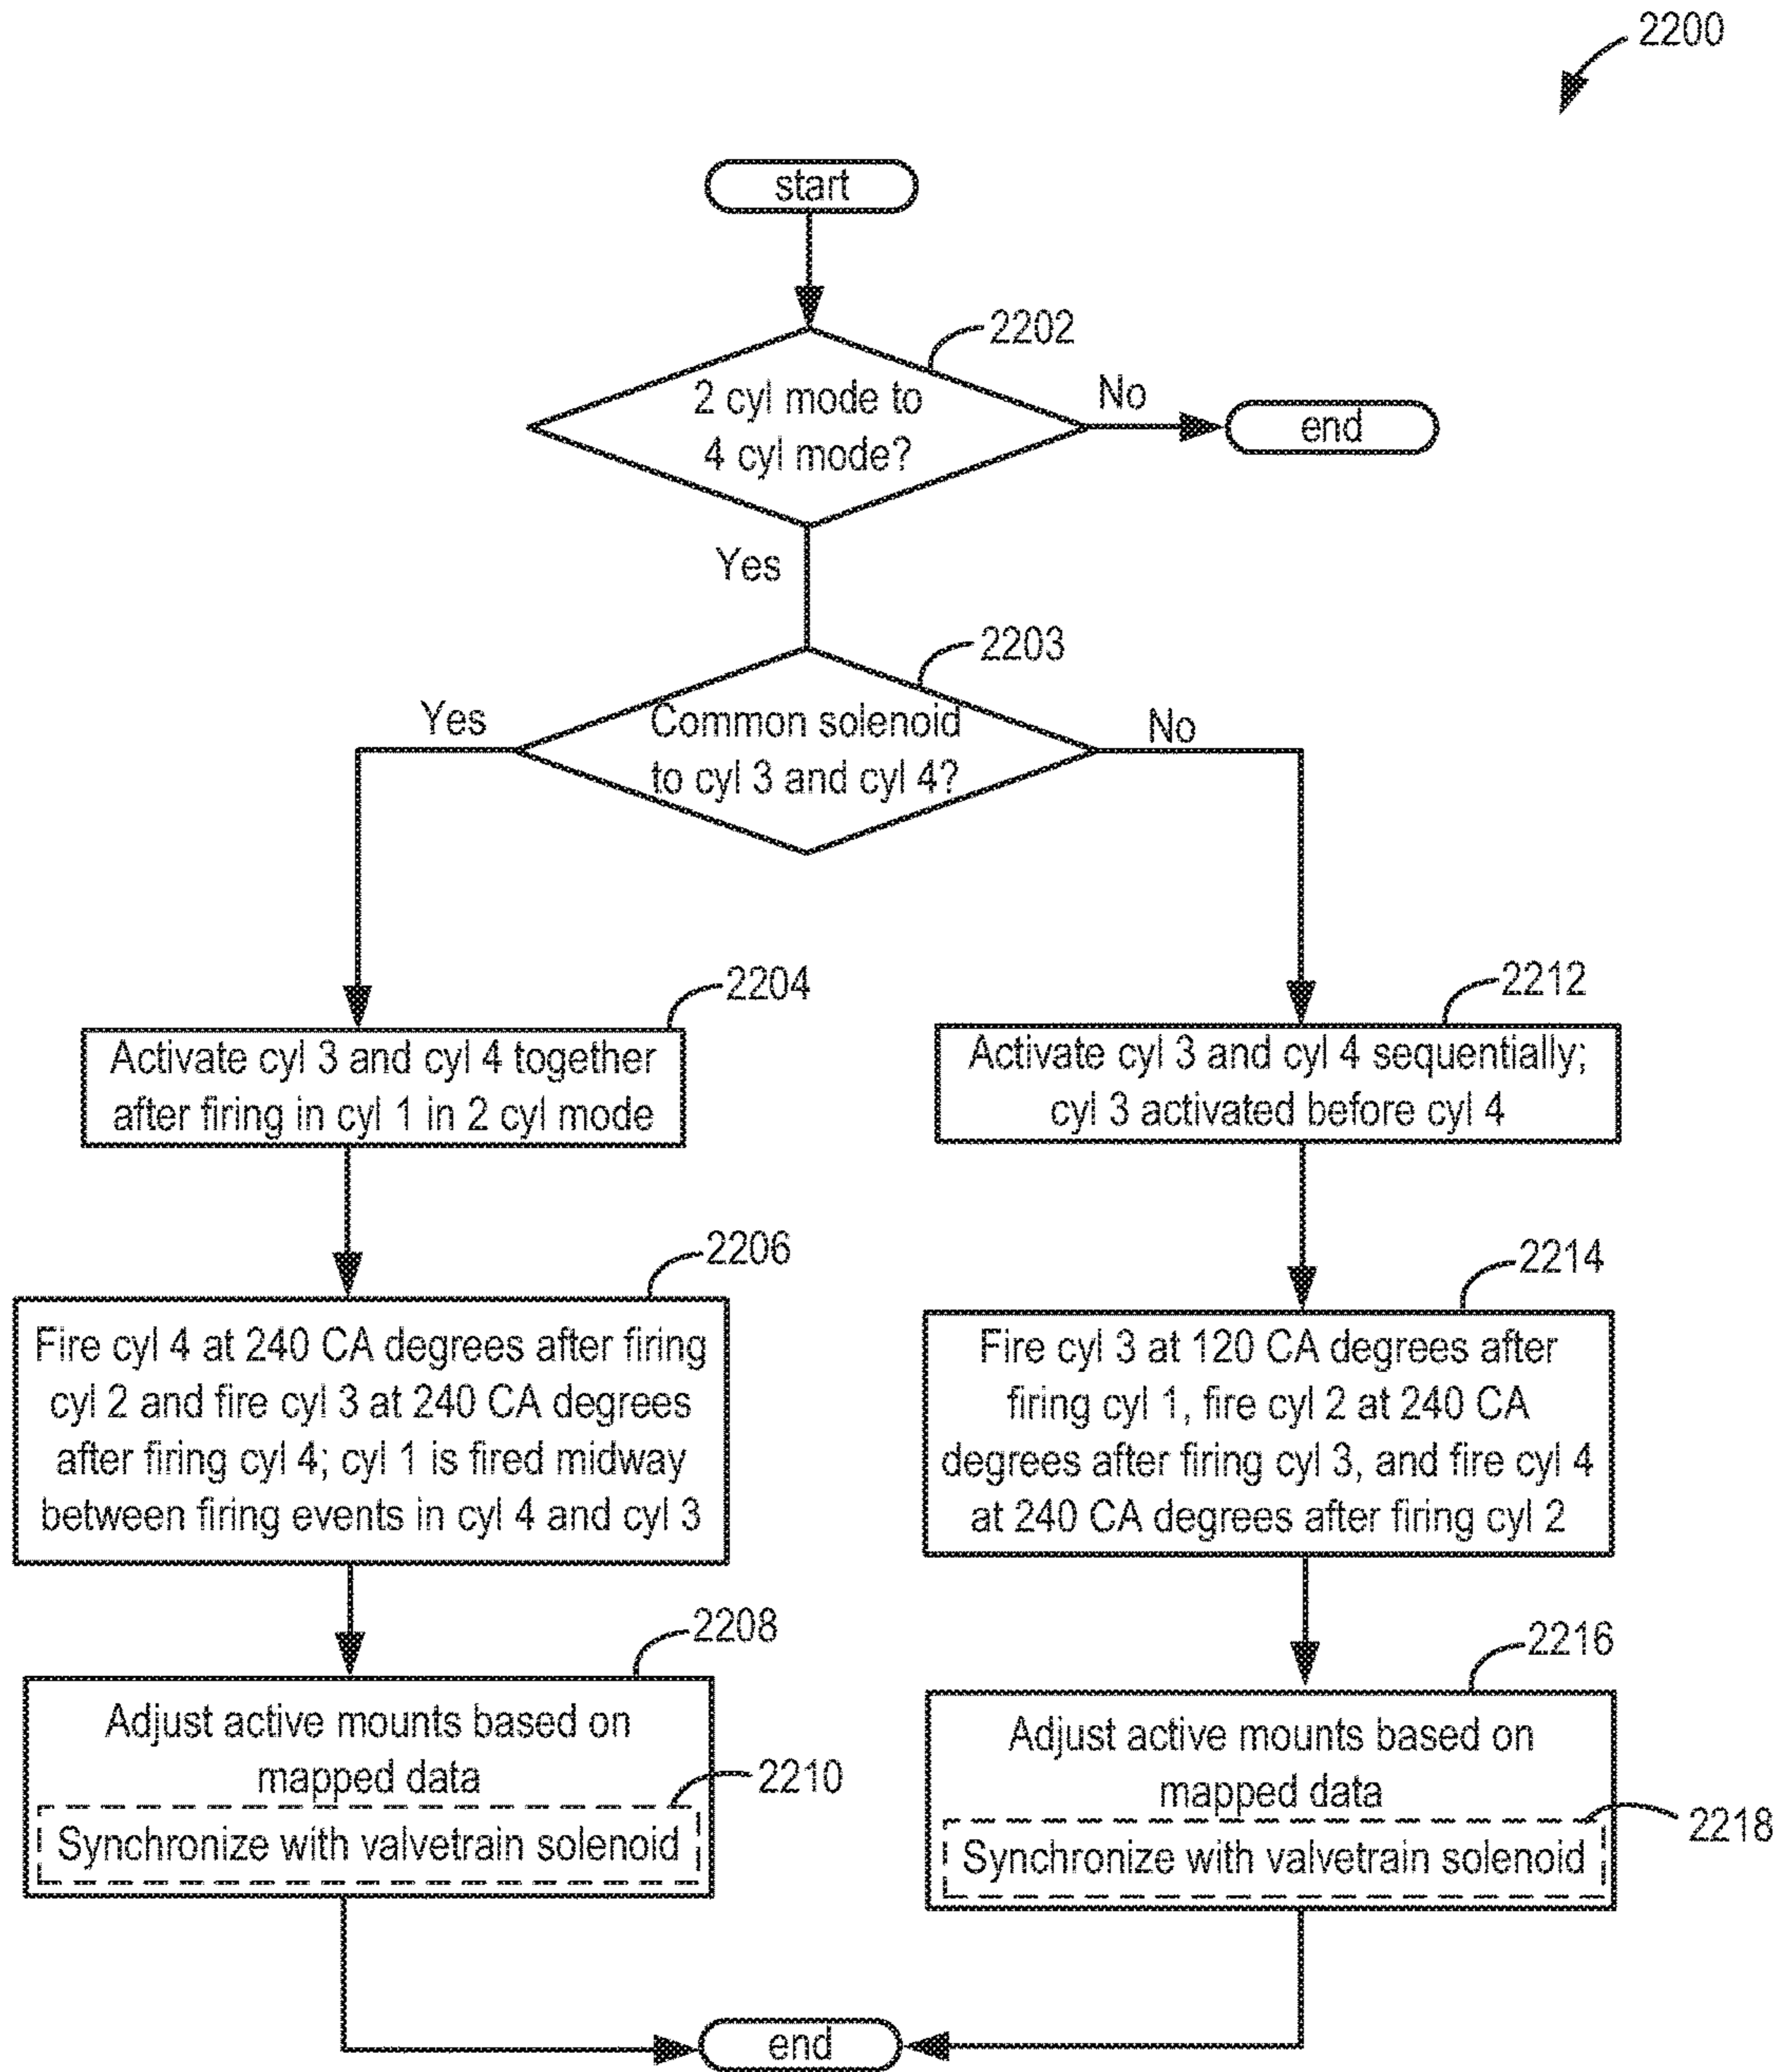 2200
start
2202
2 cyl mode to
4 cyl mode?
No
end
Yes
2203
Common solenoid
to cyl 3 and cyl 4?
Yes
No
2204
Activate cyl 3 and cyl 4 together
after firing in cyl 1 in 2 cyl mode
2212
Activate cyl 3 and cyl 4 sequentially;
cyl 3 activated before cyl 4
2206
Fire cyl 4 at 240 CA degrees after firing
cyl 2 and fire cyl 3 at 240 CA degrees
after firing cyl 4; cyl 1 is fired midway
between firing events in cyl 4 and cyl 3
2214
Fire cyl 3 at 120 CA degrees after
firing cyl 1, fire cyl 2 at 240 CA
degrees after firing cyl 3, and fire cyl 4
at 240 CA degrees after firing cyl 2
2208
Adjust active mounts based on
mapped data
2210
Synchronize with valvetrain solenoid
2216
Adjust active mounts based on
mapped data
2218
Synchronize with valvetrain solenoid
end